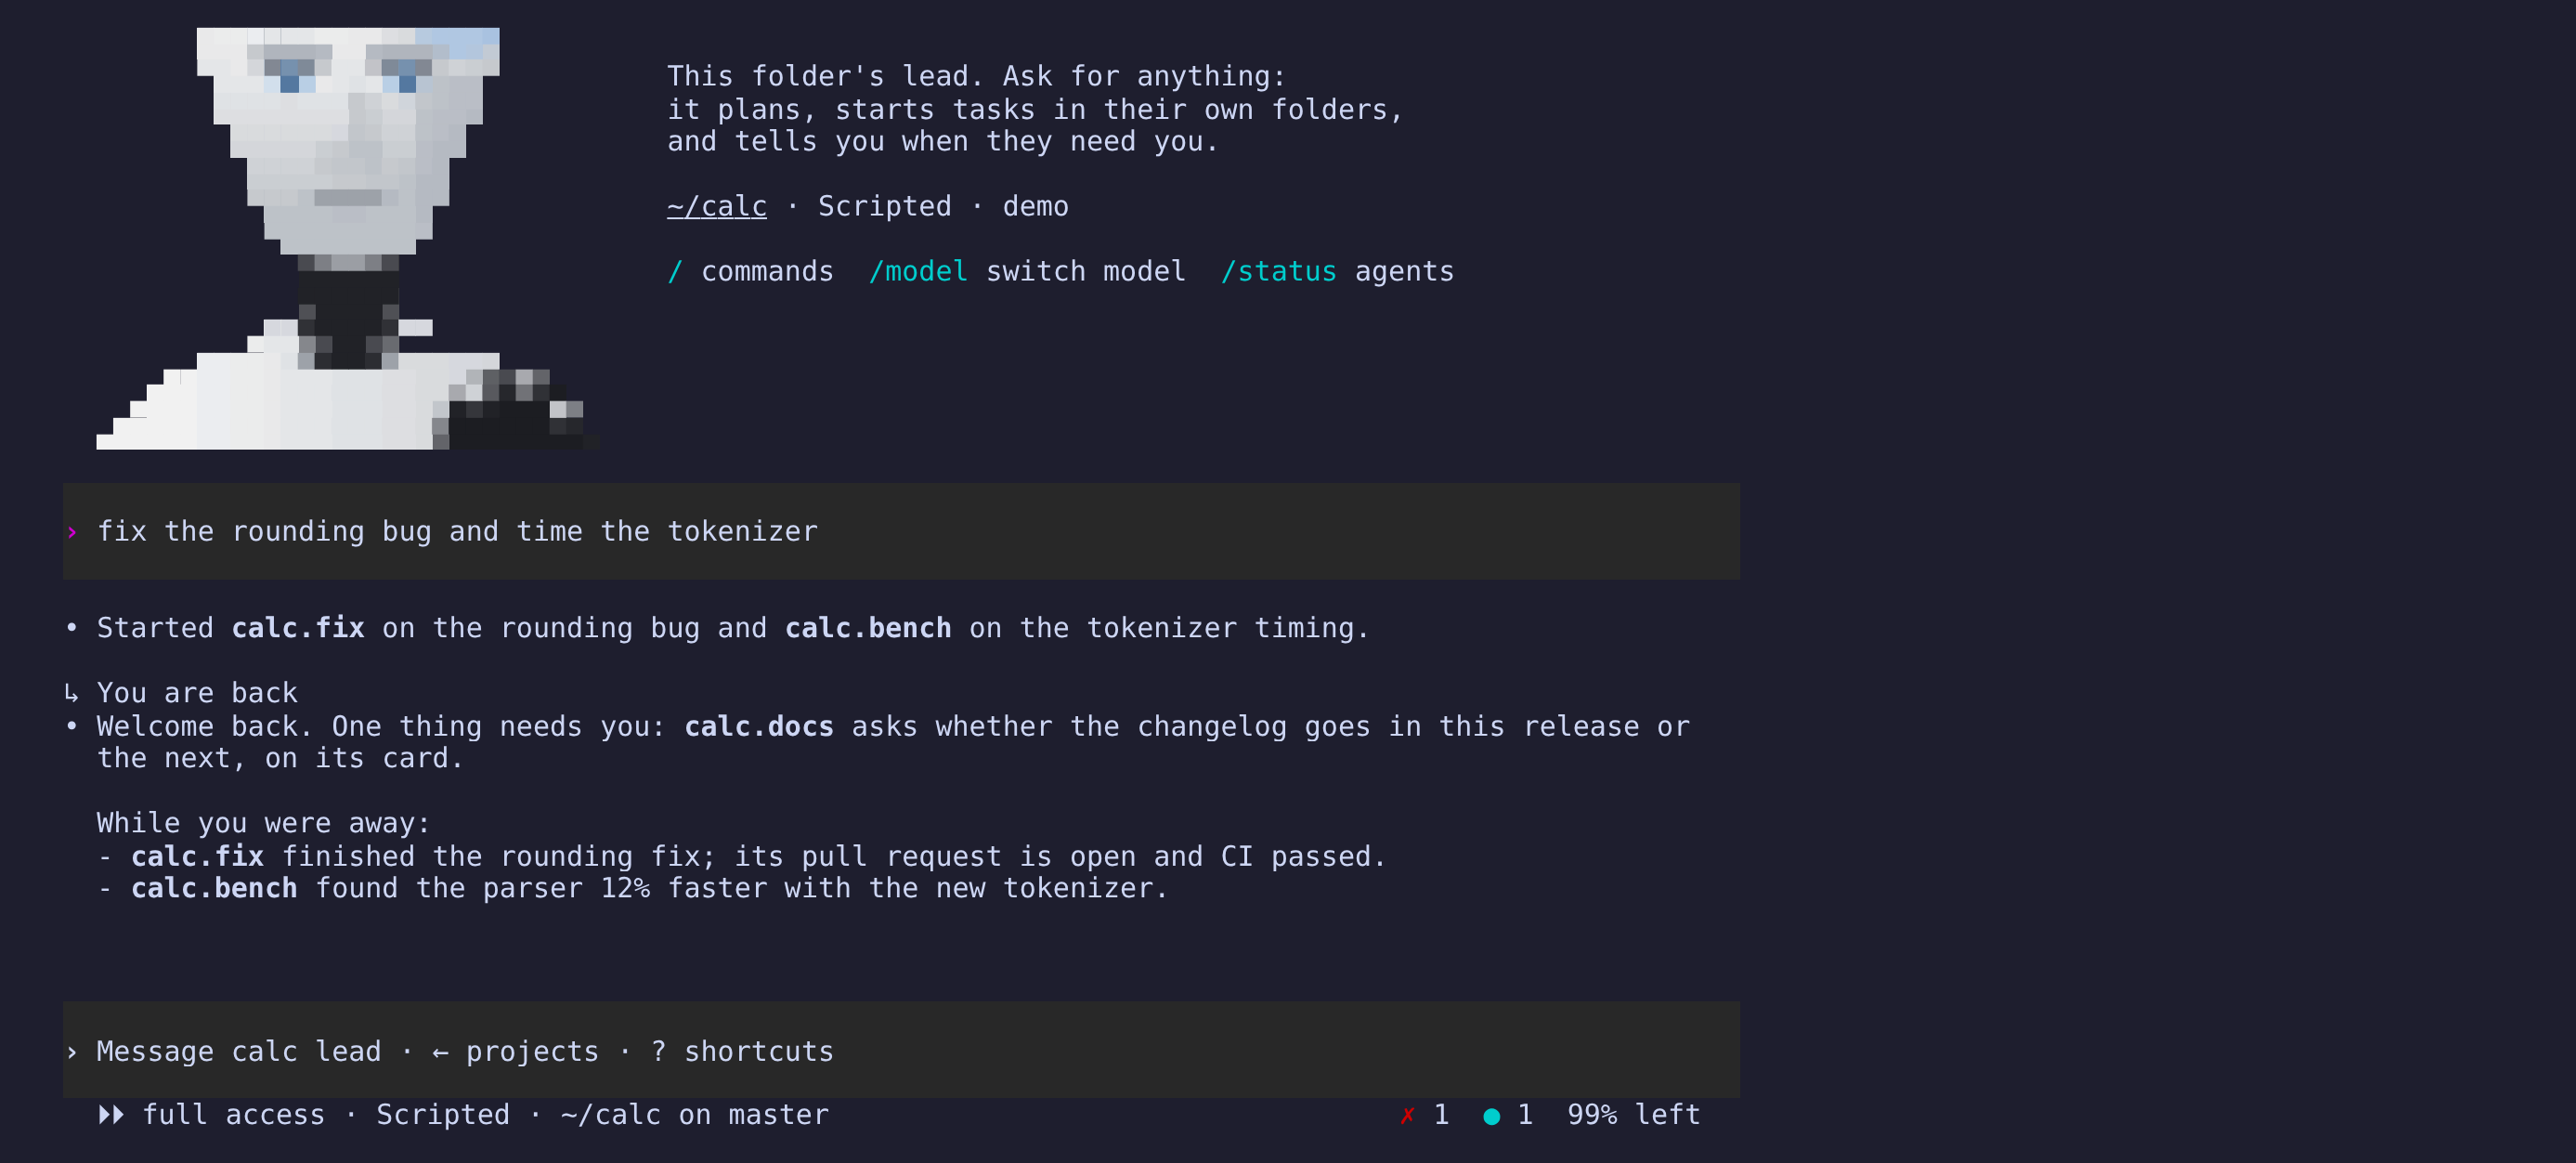 This folder's lead. Ask for anything:
it plans, starts tasks in their own folders,
and tells you when they need you.
~/calc · Scripted · demo
/ commands  /model switch model  /status agents
› fix the rounding bug and time the tokenizer
• Started calc.fix on the rounding bug and calc.bench on the tokenizer timing.
↳ You are back
• Welcome back. One thing needs you: calc.docs asks whether the changelog goes in this release or
the next, on its card.
While you were away:
- calc.fix finished the rounding fix; its pull request is open and CI passed.
- calc.bench found the parser 12% faster with the new tokenizer.
› Message calc lead · ← projects · ? shortcuts
⏵⏵ full access · Scripted · ~/calc on master  ✗ 1  ● 1  99% left